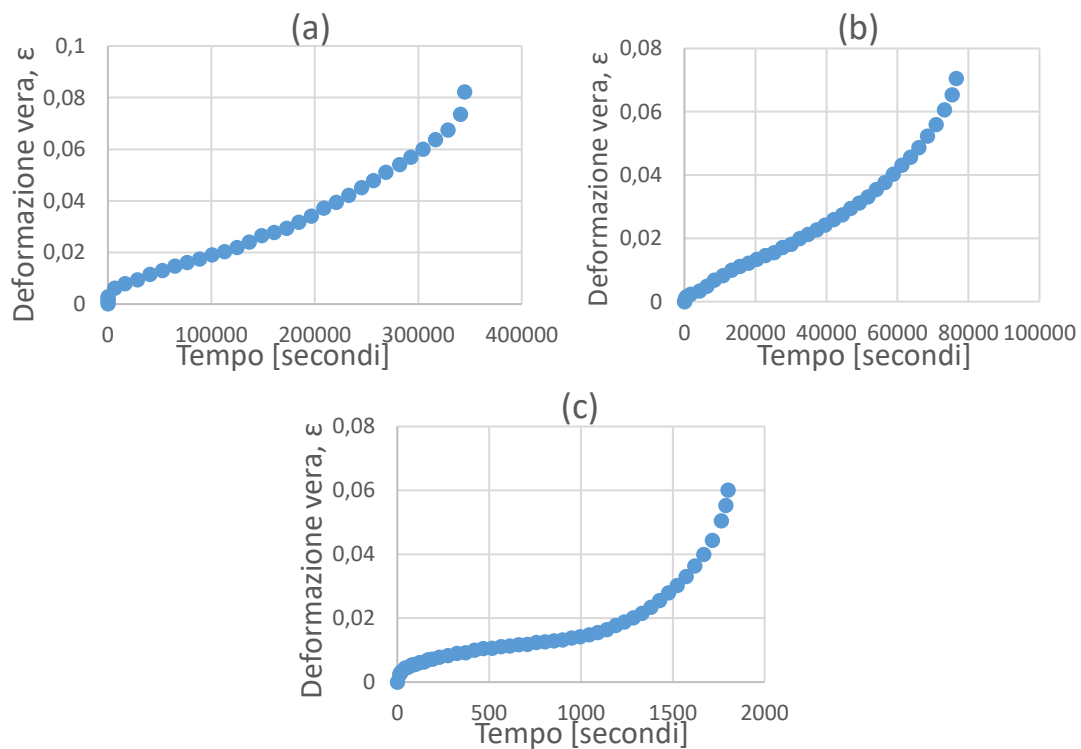 (a)
Deformazione vera, ε
0,1
0,08
0,06
0,04
0,02
0
0 100000 200000 300000 400000
Tempo [secondi]
(b)
Deformazione vera, ε
0,08
0,06
0,04
0,02
0
0 20000 40000 60000 80000 100000
Tempo [secondi]
(c)
Deformazione vera, ε
0,08
0,06
0,04
0,02
0
0 500 1000 1500 2000
Tempo [secondi]